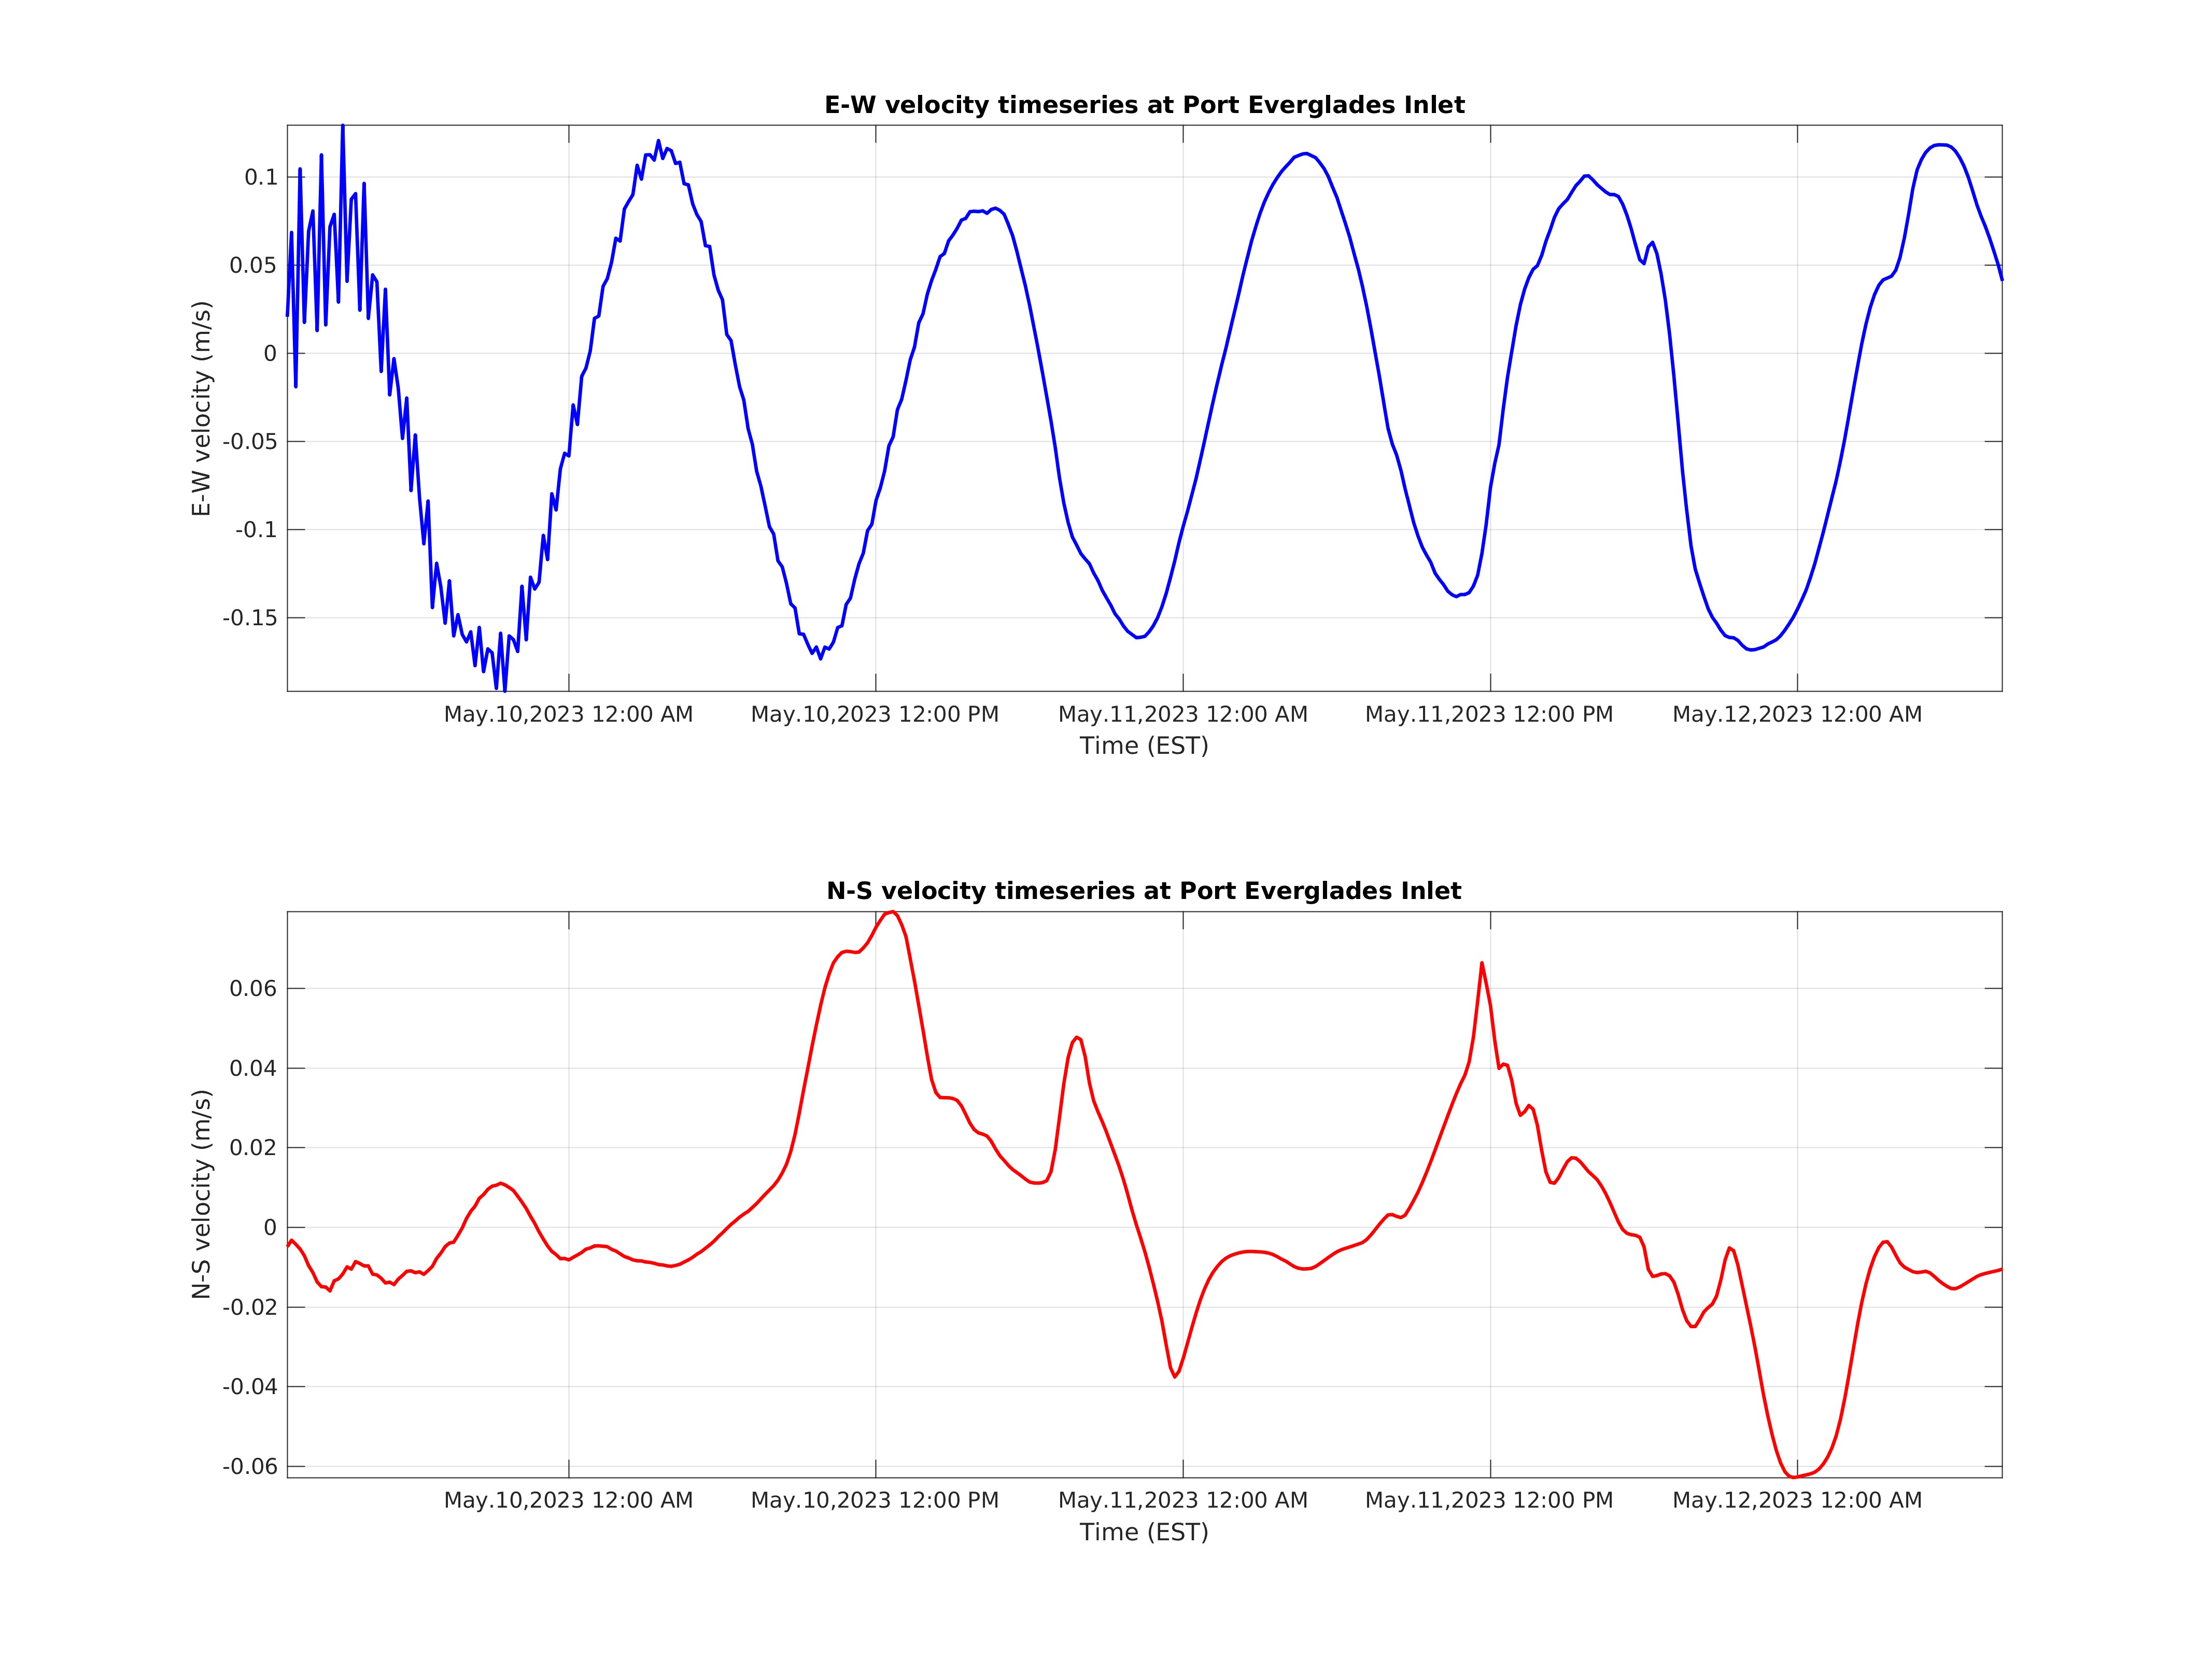 E-W velocity timeseries at Port Everglades Inlet
0.1
0.05
0
-0.05
-0.1
-0.15
E-W velocity (m/s)
May.10,2023 12:00 AM
May.10,2023 12:00 PM
May.11,2023 12:00 AM
May.11,2023 12:00 PM
May.12,2023 12:00 AM
Time (EST)
N-S velocity timeseries at Port Everglades Inlet
0.06
0.04
0.02
0
-0.02
-0.04
-0.06
N-S velocity (m/s)
May.10,2023 12:00 AM
May.10,2023 12:00 PM
May.11,2023 12:00 AM
May.11,2023 12:00 PM
May.12,2023 12:00 AM
Time (EST)